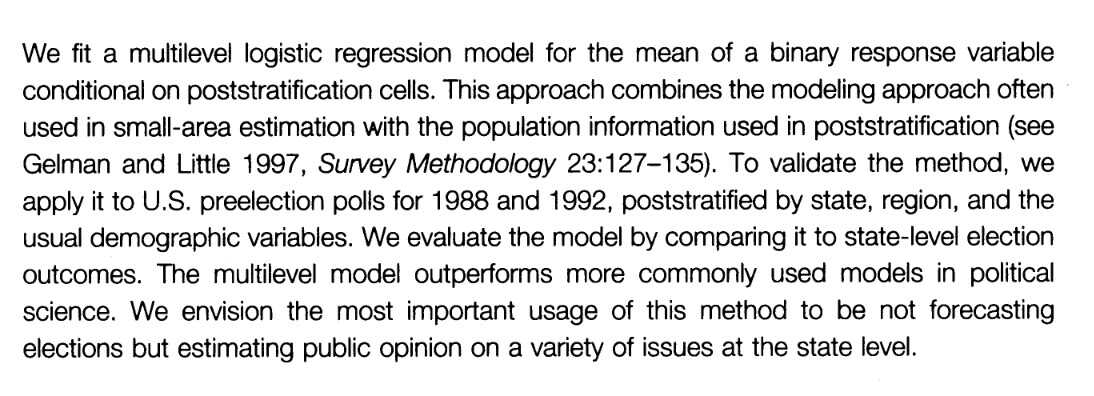 We fit a multilevel logistic regression model for the mean of a binary response variable
conditional on poststratification cells. This approach combines the modeling approach often
used in small-area estimation with the population information used in poststratification (see
Gelman and Little 1997, Survey Methodology 23:127–135). To validate the method, we
apply it to U.S. preelection polls for 1988 and 1992, poststratified by state, region, and the
usual demographic variables. We evaluate the model by comparing it to state-level election
outcomes. The multilevel model outperforms more commonly used models in political
science. We envision the most important usage of this method to be not forecasting
elections but estimating public opinion on a variety of issues at the state level.